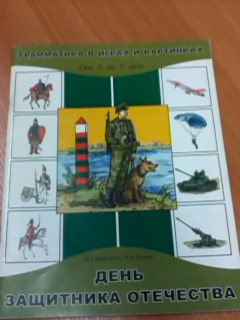 ГРАММАТИКА В ИГРАХ И КАРТИНКАХ
ДЕНЬ
ЗАЩИТНИКА ОТЕЧЕСТВА